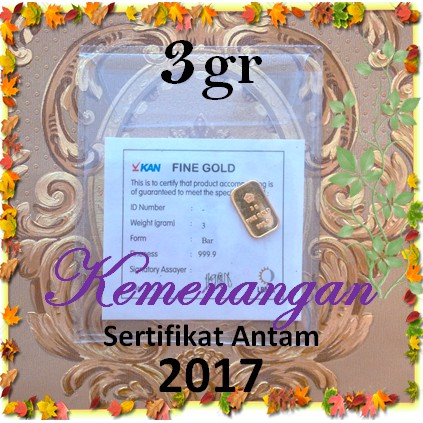 3 gr
KAN FINE GOLD
This is to certify that product accom
of guaranteed to meet the spec
ID Number : -
Weight (gram) : 3
Form : Bar
999.9
Signatory Assayer :
Kemenangan
Sertifikat Antam
2017